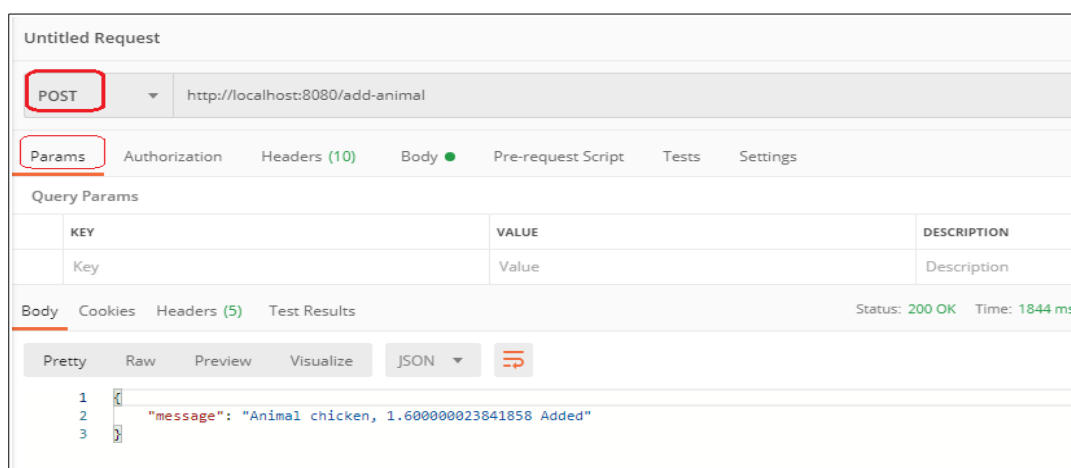 Untitled Request
POST http://localhost:8080/add-animal
Params Authorization Headers (10) Body Pre-request Script Tests Settings
Query Params
KEY VALUE DESCRIPTION
Key Value Description
Body Cookies Headers (5) Test Results Status: 200 OK Time: 1844 ms
Pretty Raw Preview Visualize JSON
1 {
2 "message": "Animal chicken, 1.600000023841858 Added"
3 }